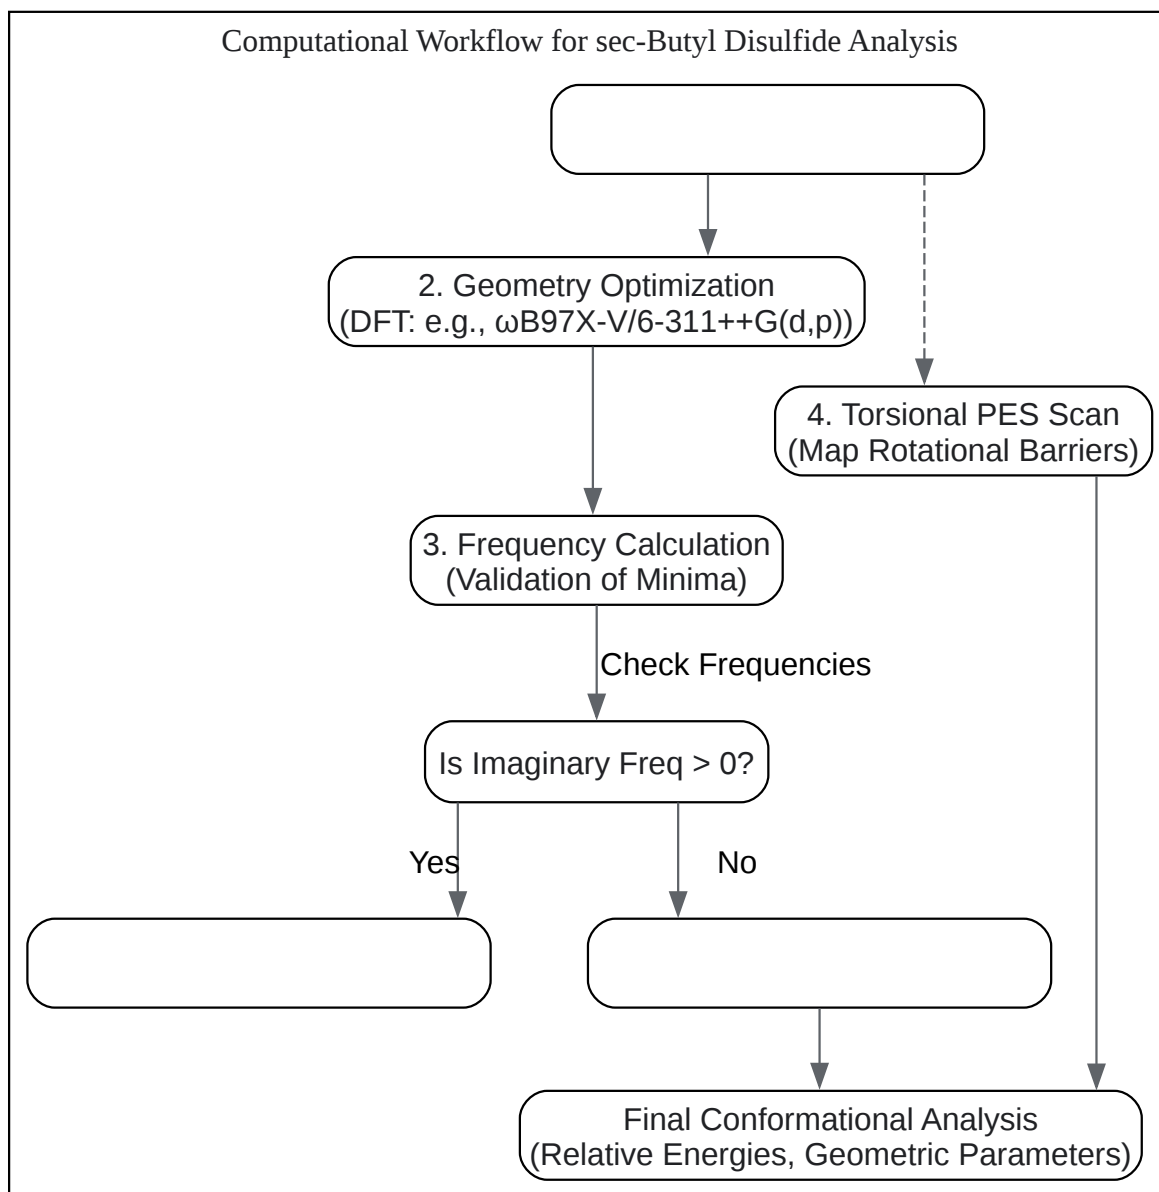 Computational Workflow for sec-Butyl Disulfide Analysis
2. Geometry Optimization
(DFT: e.g., ωB97X-V/6-311++G(d,p))
4. Torsional PES Scan
(Map Rotational Barriers)
3. Frequency Calculation
(Validation of Minima)
Check Frequencies
Is Imaginary Freq > 0?
Yes
No
Final Conformational Analysis
(Relative Energies, Geometric Parameters)